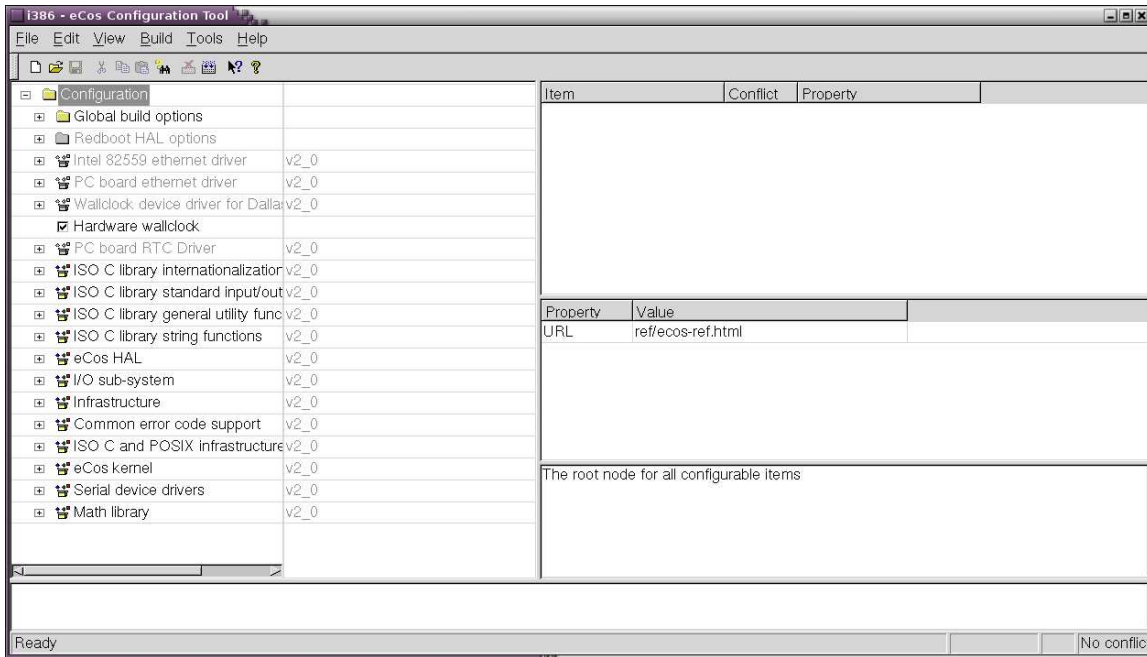 i386 - eCos Configuration Tool
File Edit View Build Tools Help
Configuration
Global build options
Redboot HAL options
Intel 82559 ethernet driver v2_0
PC board ethernet driver v2_0
Wallclock device driver for Dallas v2_0
Hardware wallclock
PC board RTC Driver v2_0
ISO C library internationalization v2_0
ISO C library standard input/out v2_0
ISO C library general utility func v2_0
ISO C library string functions v2_0
eCos HAL v2_0
I/O sub-system v2_0
Infrastructure v2_0
Common error code support v2_0
ISO C and POSIX infrastructure v2_0
eCos kernel v2_0
Serial device drivers v2_0
Math library v2_0
Item Conflict Property
Property Value
URL ref/ecos-ref.html
The root node for all configurable items
Ready No conflic